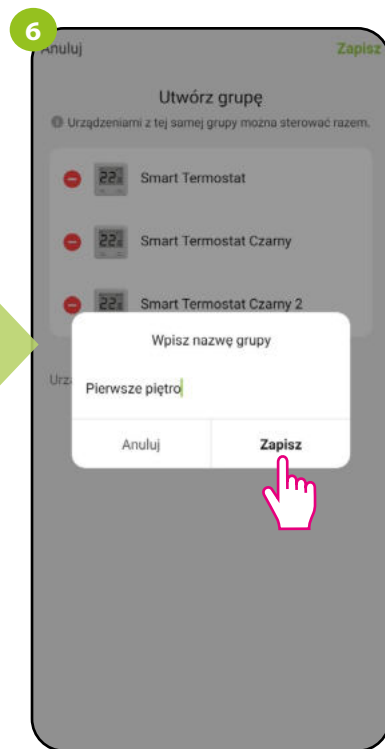 6
Anuluj
Zapisz
Utwórz grupę
Urządzeniami z tej samej grupy można sterować razem.
22
Smart Termostat
22
Smart Termostat Czarny
22
Smart Termostat Czarny 2
Wpisz nazwę grupy
Urz
Pierwsze piętro
Anuluj
Zapisz